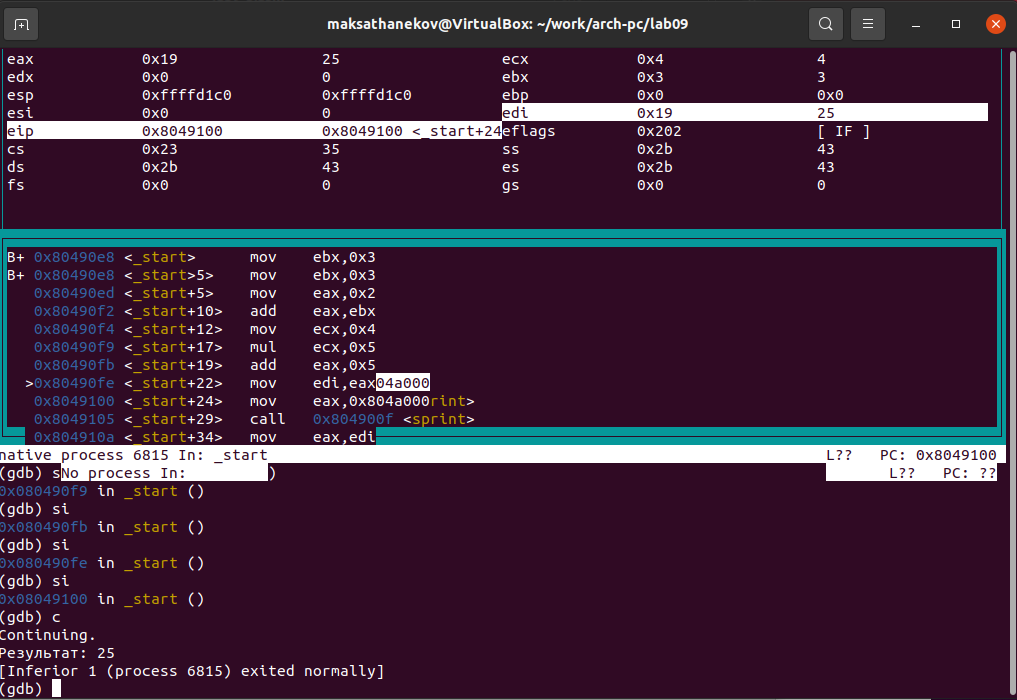 maksathanekov@VirtualBox: ~/work/arch-pc/lab09
eax 0x19 25 ecx 0x4 4
edx 0x0 0 ebx 0x3 3
esp 0xffffd1c0 0xffffd1c0 ebp 0x0 0x0
esi 0x0 0 edi 0x19 25
eip 0x8049100 0x8049100 <_start+24 eflags 0x202 [ IF ]
cs 0x23 35 ss 0x2b 43
ds 0x2b 43 es 0x2b 43
fs 0x0 0 gs 0x0 0
B+ 0x80490e8 <_start> mov ebx,0x3
B+ 0x80490e8 <_start>5> mov ebx,0x3
0x80490ed <_start+5> mov eax,0x2
0x80490f2 <_start+10> add eax,ebx
0x80490f4 <_start+12> mov ecx,0x4
0x80490f9 <_start+17> mul ecx,0x5
0x80490fb <_start+19> add eax,0x5
>0x80490fe <_start+22> mov edi,eax04a000
0x8049100 <_start+24> mov eax,0x804a000rint>
0x8049105 <_start+29> call 0x804900f <sprint>
0x804910a <_start+34> mov eax,edi
native process 6815 In: _start L?? PC: 0x8049100
(gdb) sNo process In: ) L?? PC: ??
0x080490f9 in _start ()
(gdb) si
0x080490fb in _start ()
(gdb) si
0x080490fe in _start ()
(gdb) si
0x08049100 in _start ()
(gdb) c
Continuing.
Результат: 25
[Inferior 1 (process 6815) exited normally]
(gdb)